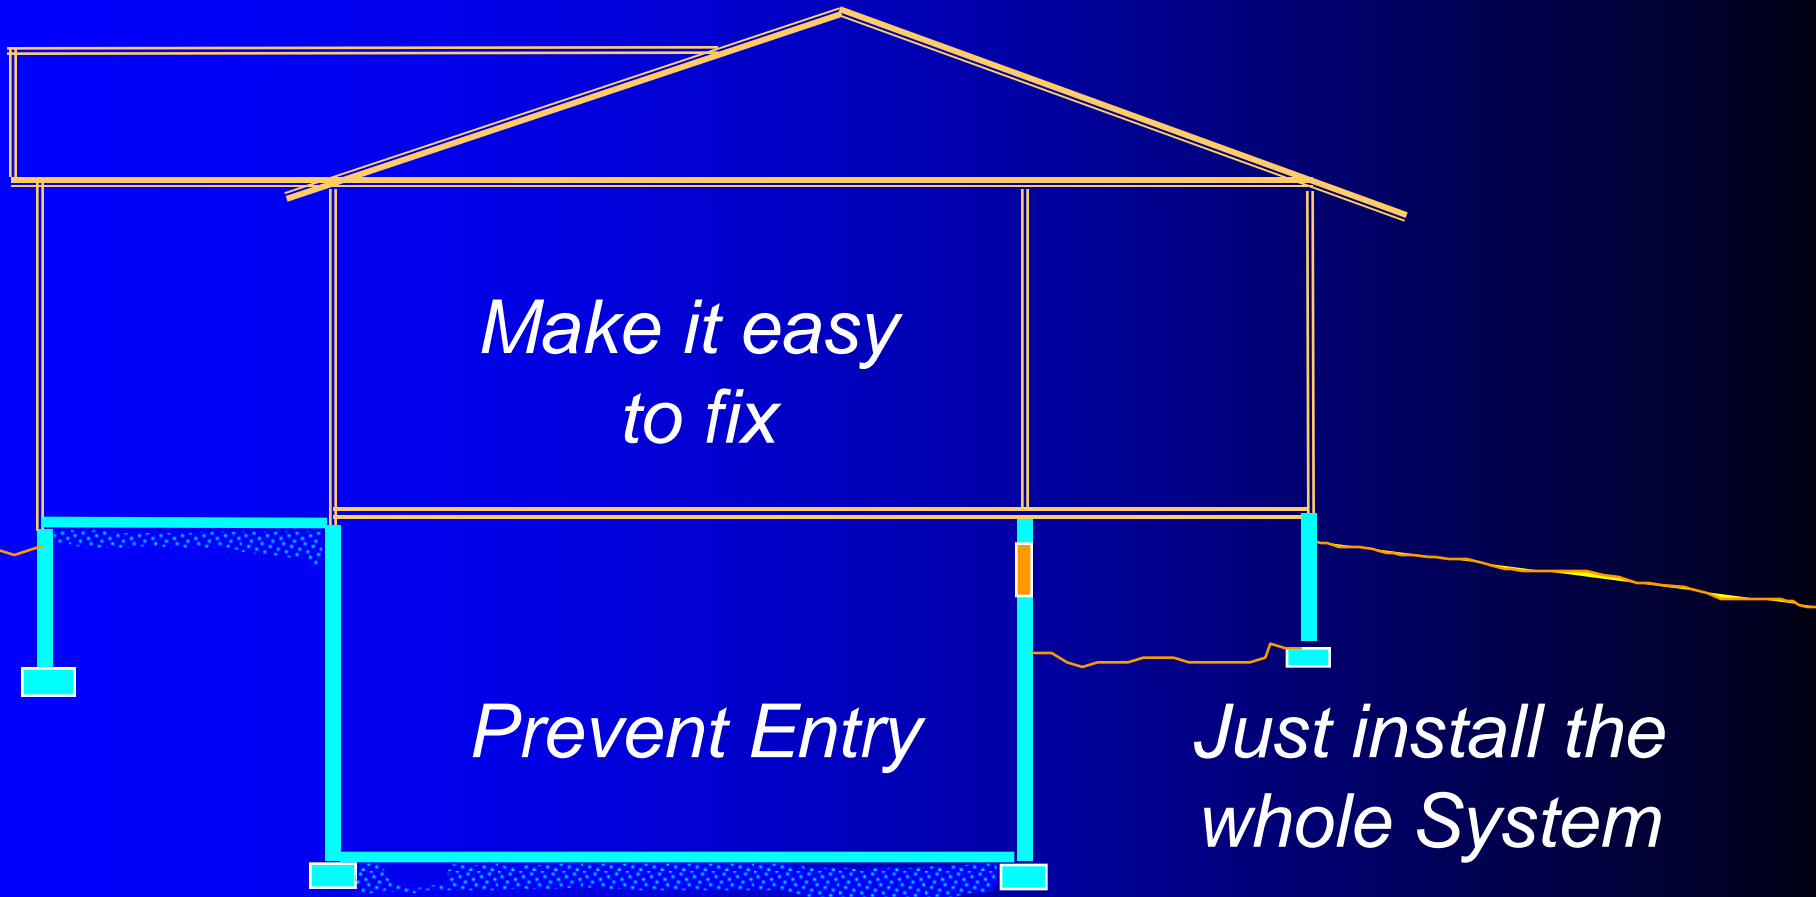 Make it easy
to fix
Prevent Entry
Just install the
whole System